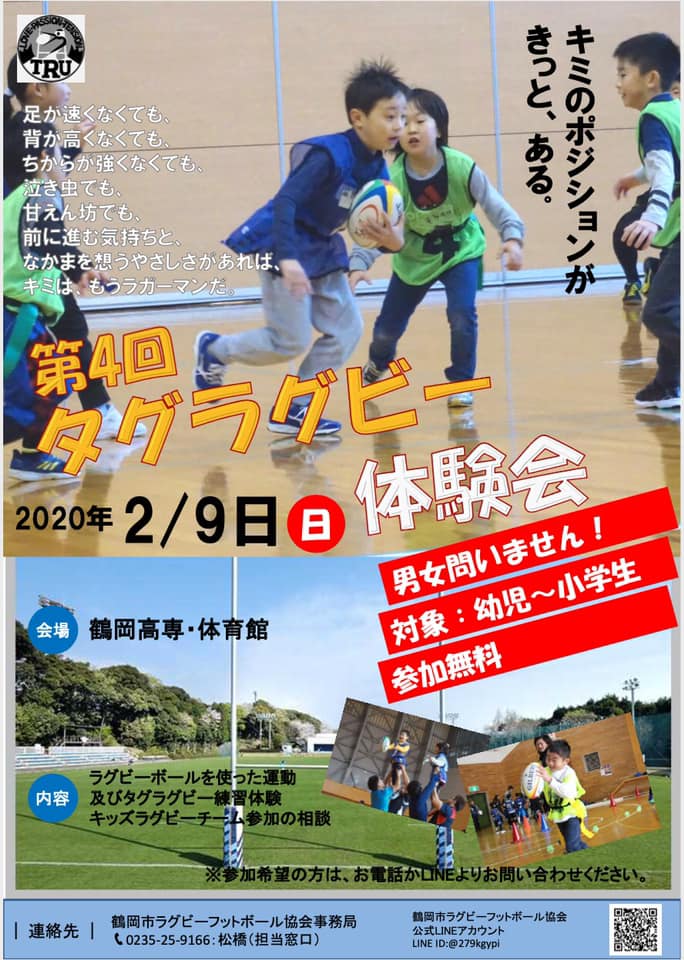 LOVE・PASSION・TENSION
TRU
キミのポジションが
きっと、ある。
足が速くなくても、
背が高くなくても、
ちからが強くなくても、
泣き虫でも、
甘えん坊でも、
前に進む気持ちと、
なかまを想うやさしさがあれば、
キミは、もうラガーマンだ。
第4回
タグラグビー
体験会
2020年 2/9日 日
男女問いません！
対象：幼児～小学生
参加無料
会場 鶴岡高専・体育館
内容
ラグビーボールを使った運動
及びタグラグビー練習体験
キッズラグビーチーム参加の相談
※参加希望の方は、お電話かLINEよりお問い合わせください。
| 連絡先 |
鶴岡市ラグビーフットボール協会事務局
0235-25-9166：松橋（担当窓口）
鶴岡市ラグビーフットボール協会
公式LINEアカウント
LINE ID:@279kgypi